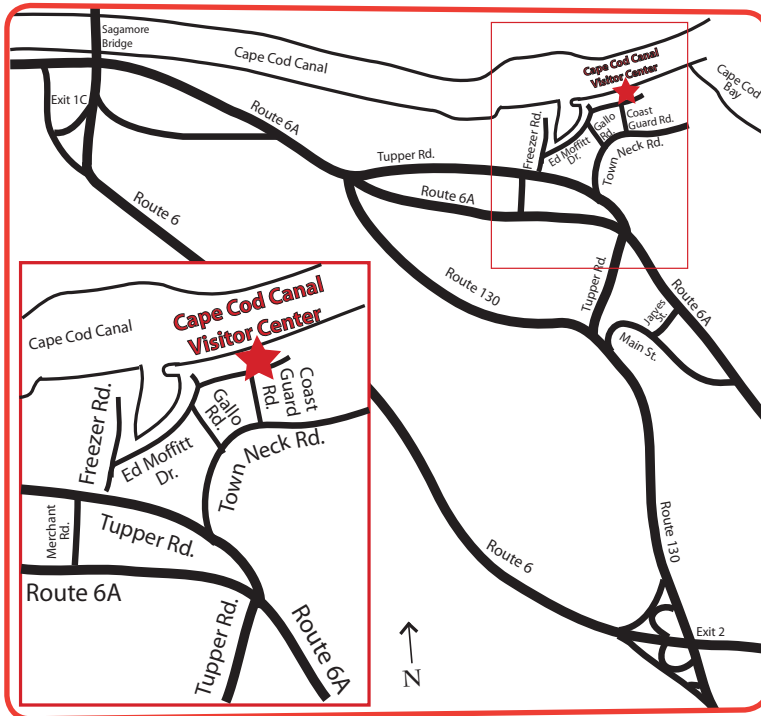 Sagamore
Bridge
Cape Cod Canal
Cape Cod Canal
Visitor Center
Cape Cod
Bay
Exit 1C
Route 6A
Freezer Rd.
Ed Moffitt
Dr.
Gallo
Rd.
Coast
Guard Rd.
Town Neck Rd.
Tupper Rd.
Route 6A
Route 6
Route 130
Tupper Rd.
Route 6A
Jarves
St.
Main St.
Cape Cod Canal
Cape Cod Canal
Visitor Center
Freezer Rd.
Ed Moffitt
Dr.
Gallo
Rd.
Coast
Guard
Rd.
Town Neck Rd.
Merchant
Rd.
Tupper Rd.
Route 6A
Tupper Rd.
Route 6A
Route 6
Route 130
Exit 2
N